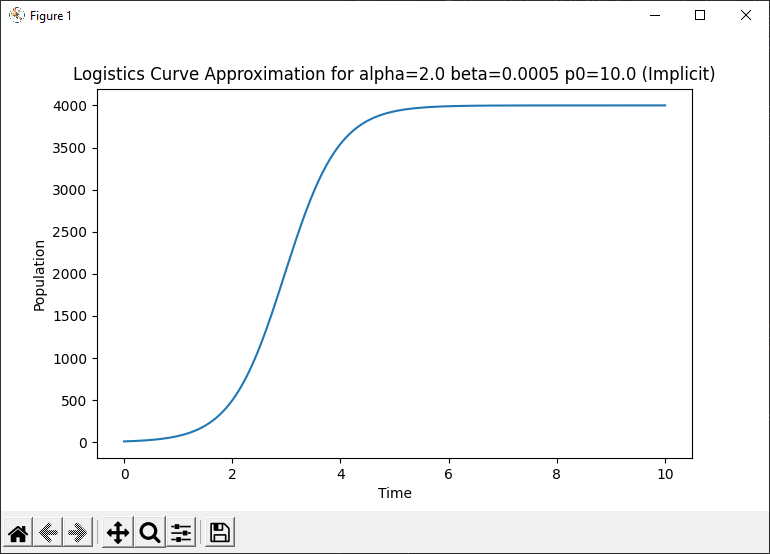 Figure 1
Logistics Curve Approximation for alpha=2.0 beta=0.0005 p0=10.0 (Implicit)
4000
3500
3000
2500
2000
1500
1000
500
0
Population
0 2 4 6 8 10
Time